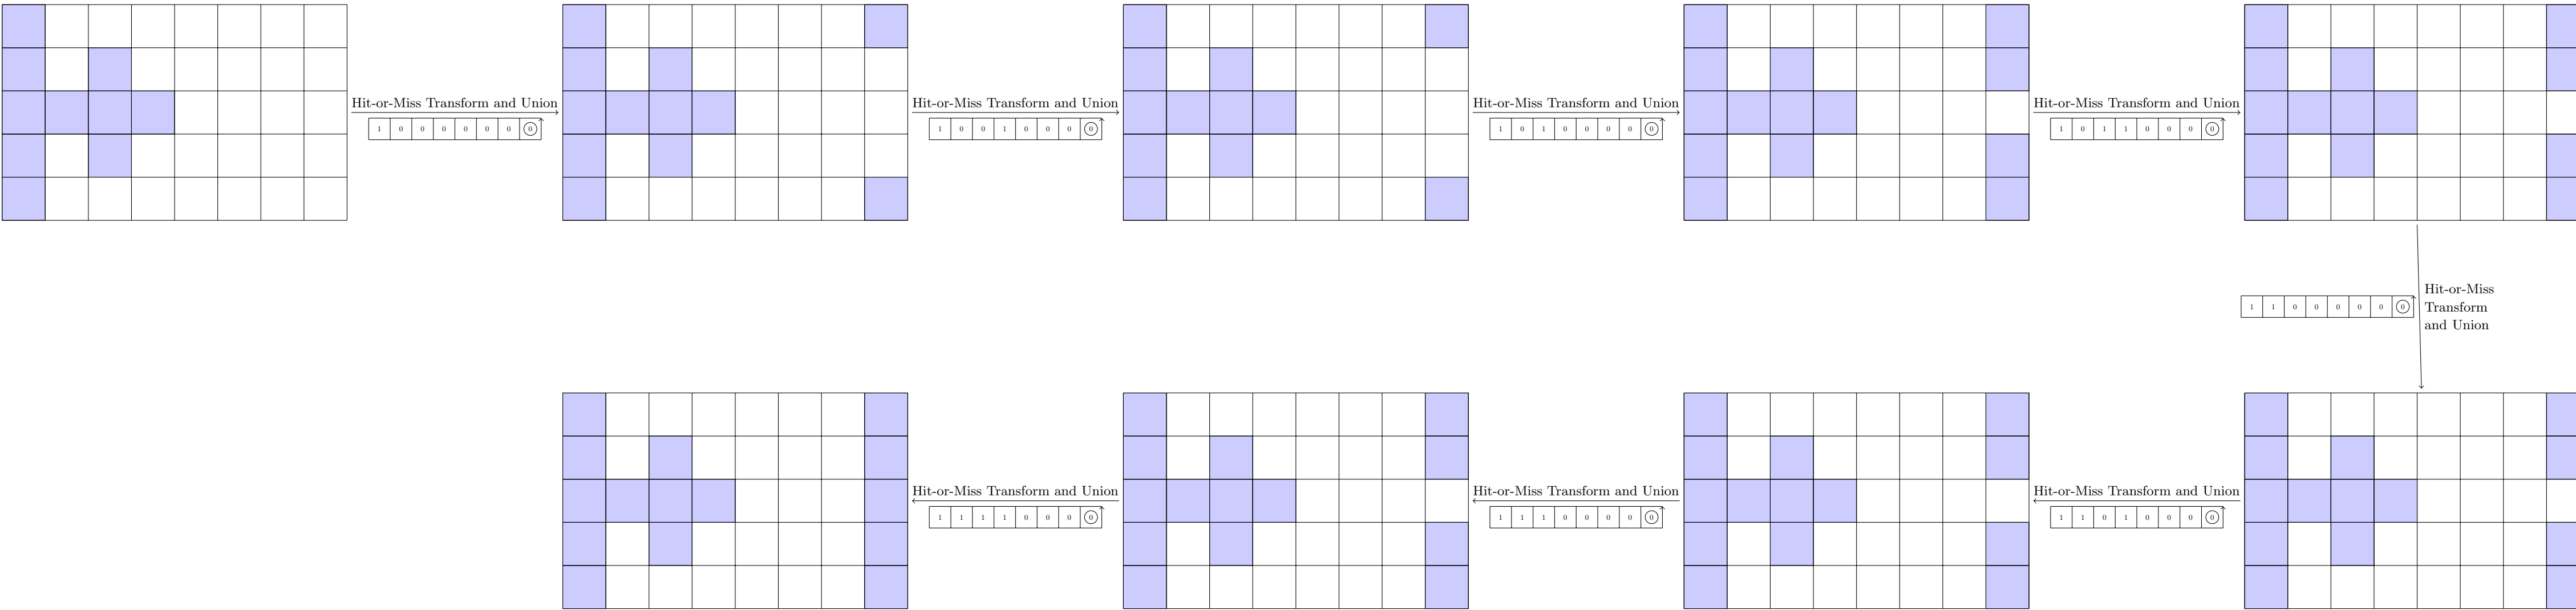 Hit-or-Miss Transform and Union
1 0 0 0 0 0 0 0
Hit-or-Miss Transform and Union
1 0 0 1 0 0 0 0
Hit-or-Miss Transform and Union
1 0 1 0 0 0 0 0
Hit-or-Miss Transform and Union
1 0 1 1 0 0 0 0
1 1 0 0 0 0 0 0
Hit-or-Miss
Transform
and Union
Hit-or-Miss Transform and Union
1 1 1 1 0 0 0 0
Hit-or-Miss Transform and Union
1 1 1 0 0 0 0 0
Hit-or-Miss Transform and Union
1 1 0 1 0 0 0 0